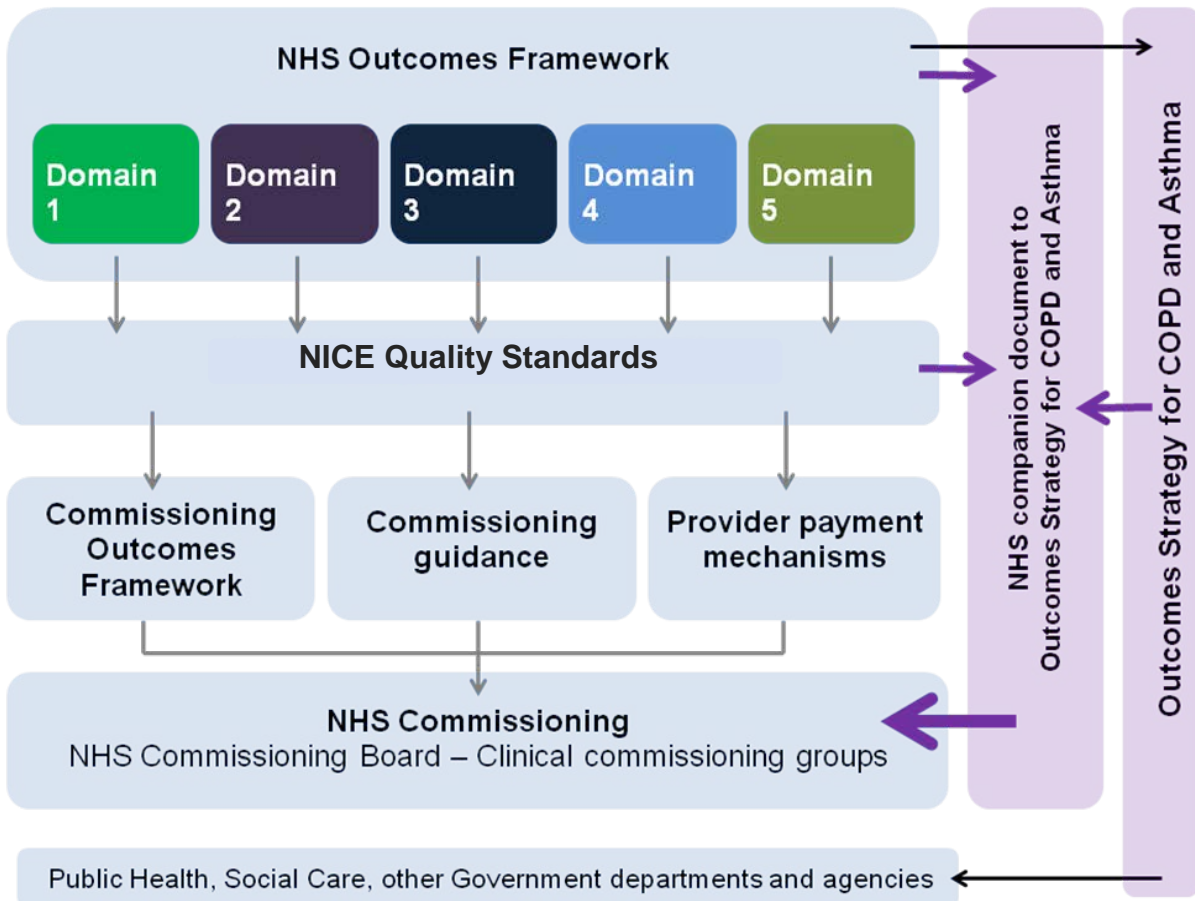 NHS Outcomes Framework
Domain
1
Domain
2
Domain
3
Domain
4
Domain
5
NICE Quality Standards
Commissioning
Outcomes
Framework
Commissioning
guidance
Provider payment
mechanisms
NHS Commissioning
NHS Commissioning Board – Clinical commissioning groups
Public Health, Social Care, other Government departments and agencies
NHS companion document to
Outcomes Strategy for COPD and Asthma
Outcomes Strategy for COPD and Asthma